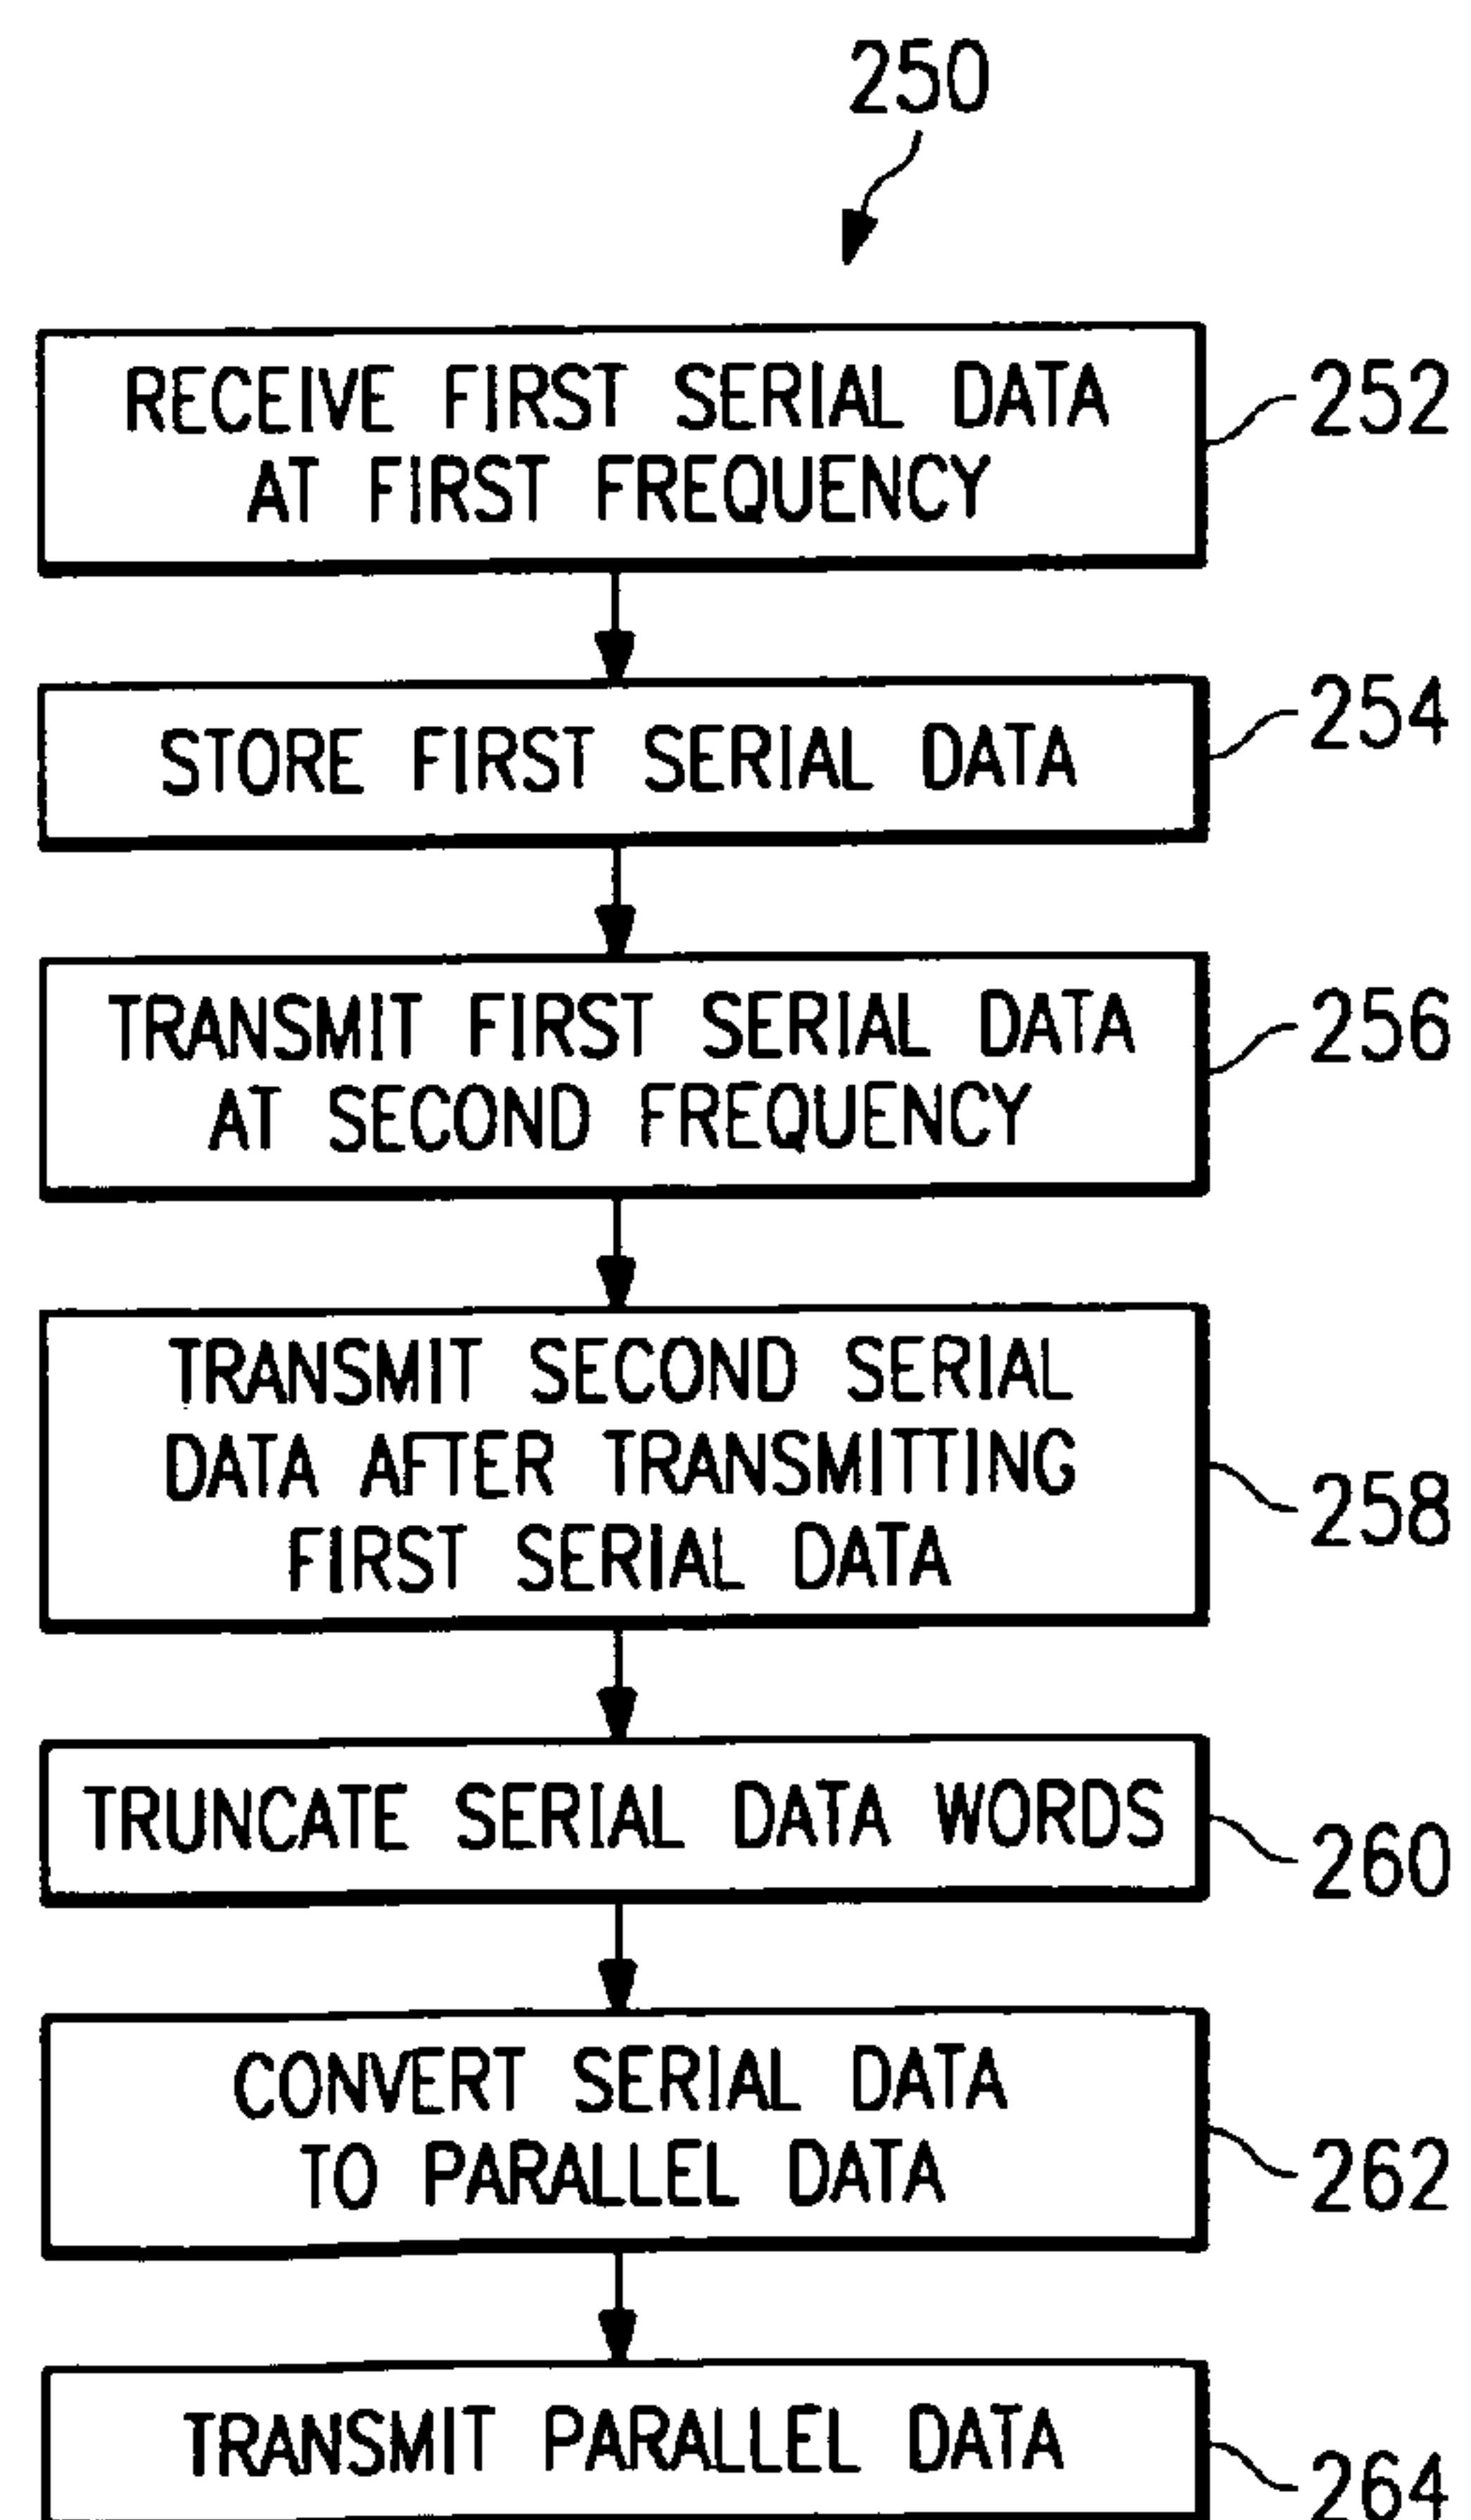 250
RECEIVE FIRST SERIAL DATA
AT FIRST FREQUENCY
252
STORE FIRST SERIAL DATA
254
TRANSMIT FIRST SERIAL DATA
AT SECOND FREQUENCY
256
TRANSMIT SECOND SERIAL
DATA AFTER TRANSMITTING
FIRST SERIAL DATA
258
TRUNCATE SERIAL DATA WORDS
260
CONVERT SERIAL DATA
TO PARALLEL DATA
262
TRANSMIT PARALLEL DATA
264